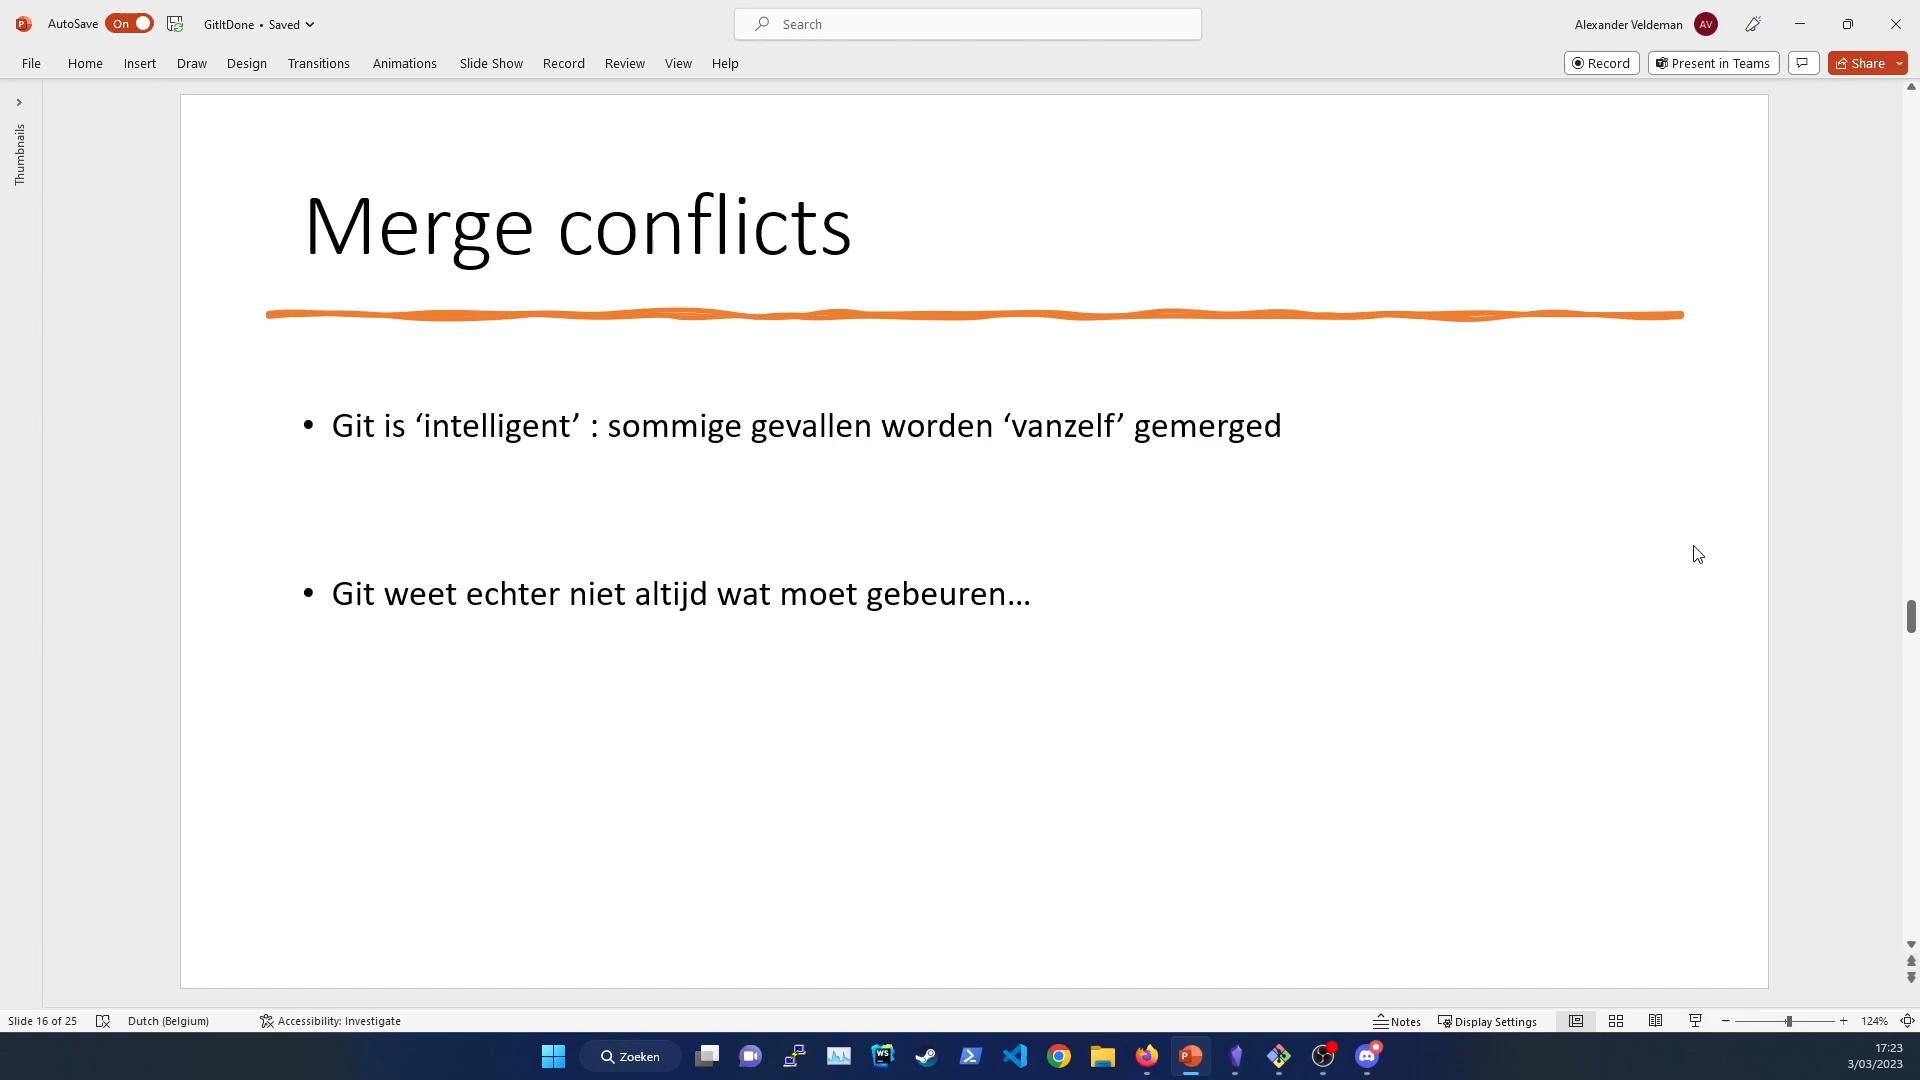 AutoSave On GitItDone • Saved Search Alexander Veldeman AV
File Home Insert Draw Design Transitions Animations Slide Show Record Review View Help Record Present in Teams Share
Thumbnails
Merge conflicts
• Git is ‘intelligent’ : sommige gevallen worden ‘vanzelf’ gemerged
• Git weet echter niet altijd wat moet gebeuren…
Slide 16 of 25 Dutch (Belgium) Accessibility: Investigate Notes Display Settings 124%
Zoeken 17:23
3/03/2023